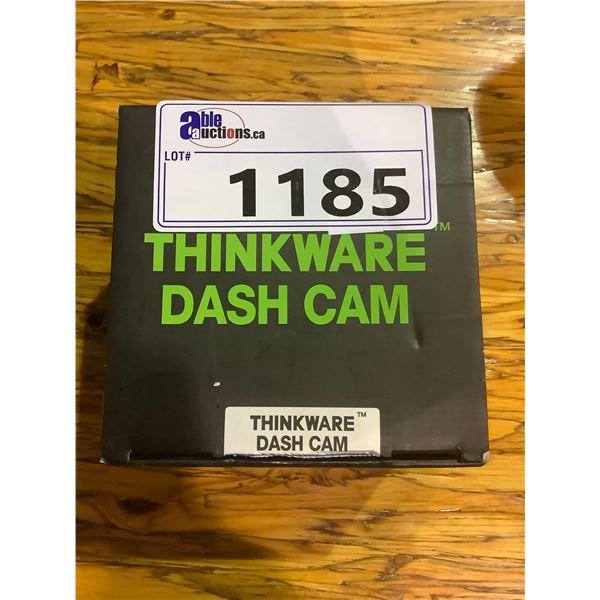 able
auctions.ca
LOT#
1185
THINKWARE™
DASH CAM
THINKWARE™
DASH CAM